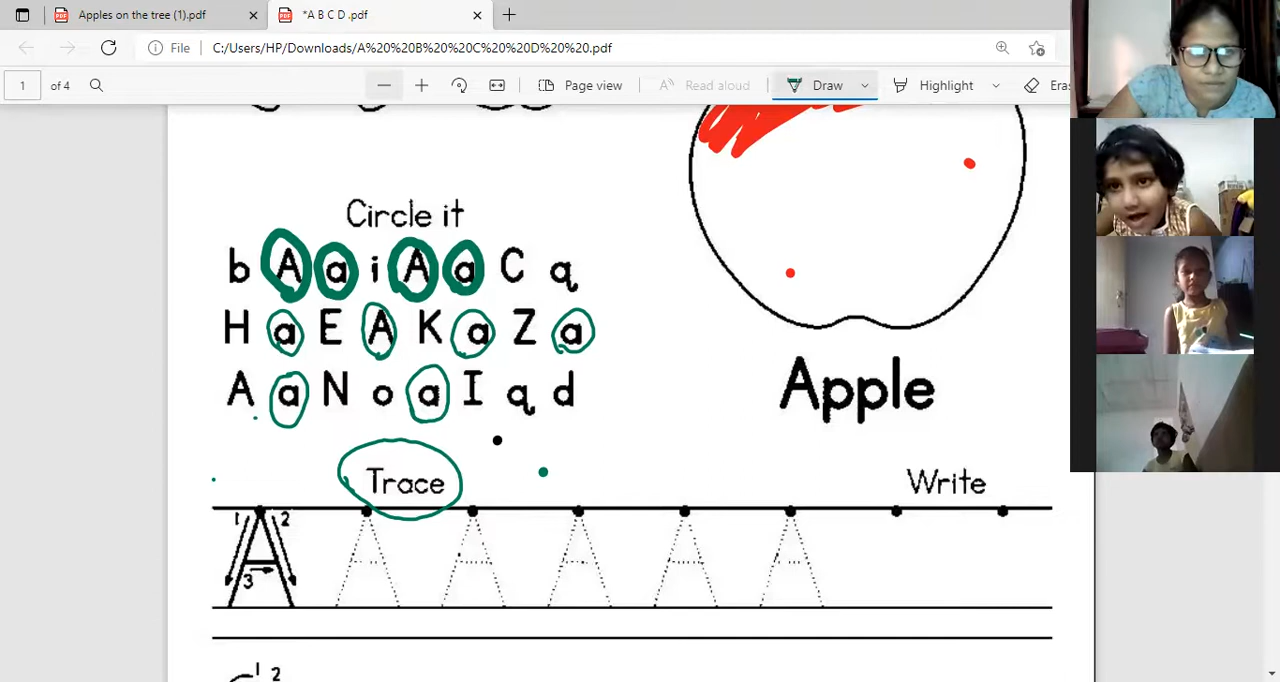 Apples on the tree (1).pdf
*A B C D .pdf
File
C:/Users/HP/Downloads/A%20%20B%20%20C%20%20D%20%20.pdf
1 of 4
Page view
Read aloud
Draw
Highlight
Circle it
b A a i A a C q
H a E A K a Z a
A a N o a I q d
Apple
Trace
Write
1 2
A A A A A A
3
1 2